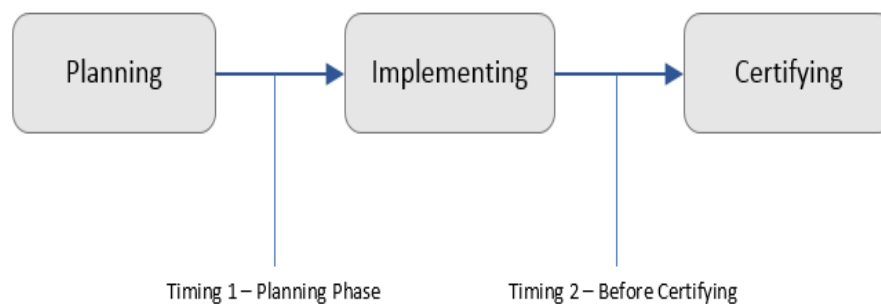 Planning
Implementing
Certifying
Timing 1 – Planning Phase
Timing 2 – Before Certifying